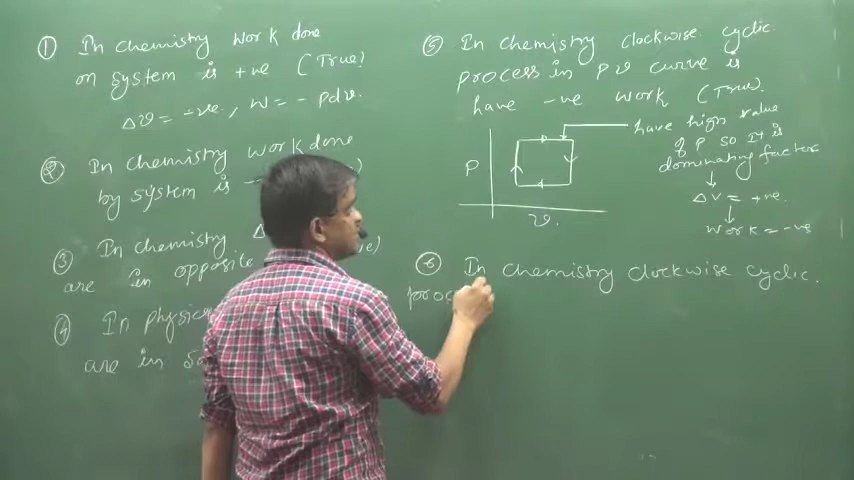 ① In chemistry work done
on system is +ve (True)
Δv = -ve, W = - pdv.
② In chemistry work done
by system is -
③ In chemistry Δ
are in opposite
④ In physics
are in Sa
⑤ In chemistry clockwise cyclic
process in pv curve is
have -ve work (True).
have high value
of P so It is
dominating factor
P
ΔV = +ve.
v.
work = -ve
⑥ In chemistry clockwise cyclic.
proc